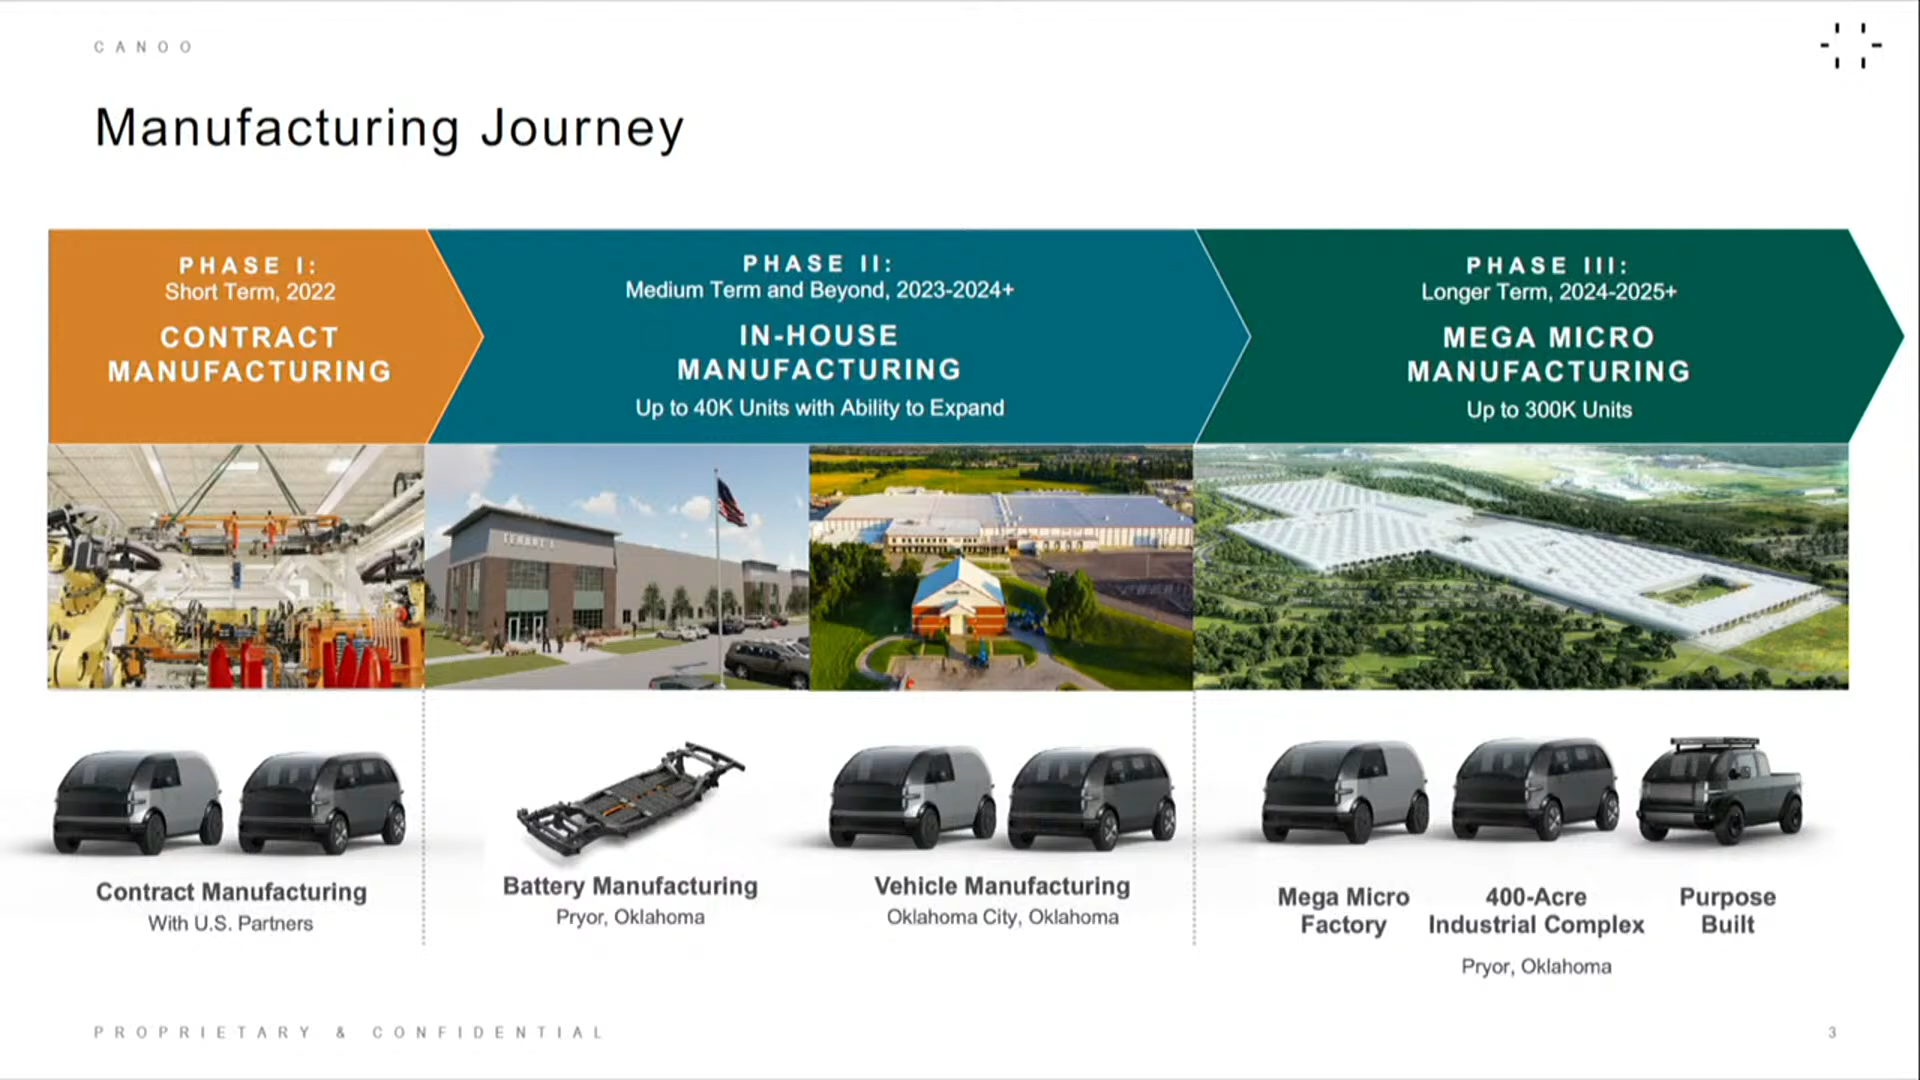 CANOO
Manufacturing Journey
PHASE I:
Short Term, 2022
CONTRACT
MANUFACTURING
PHASE II:
Medium Term and Beyond, 2023-2024+
IN-HOUSE
MANUFACTURING
Up to 40K Units with Ability to Expand
PHASE III:
Longer Term, 2024-2025+
MEGA MICRO
MANUFACTURING
Up to 300K Units
Contract Manufacturing
With U.S. Partners
Battery Manufacturing
Pryor, Oklahoma
Vehicle Manufacturing
Oklahoma City, Oklahoma
Mega Micro
Factory
400-Acre
Industrial Complex
Purpose
Built
Pryor, Oklahoma
PROPRIETARY & CONFIDENTIAL
3